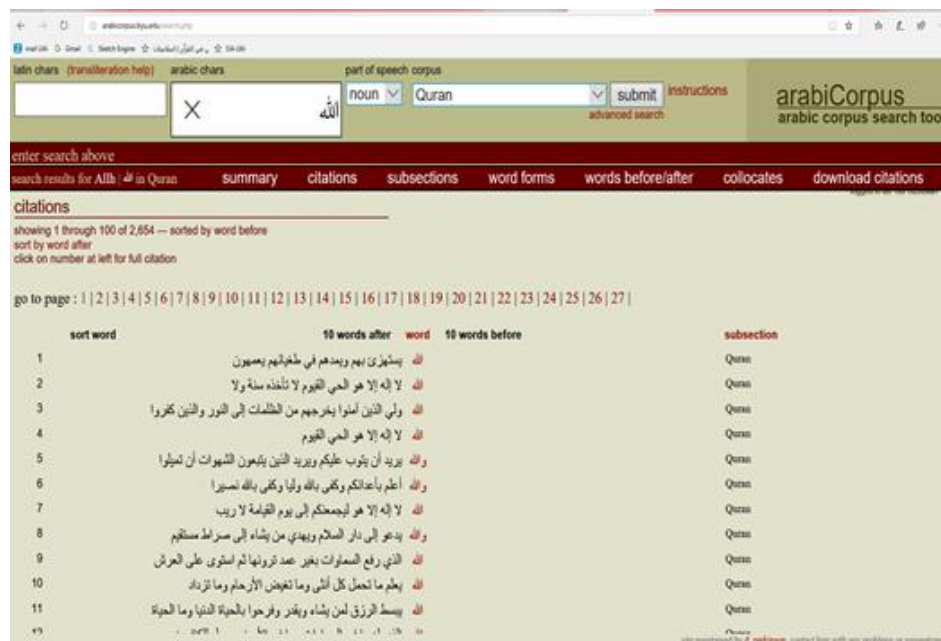 arabicorpus.byu.edu/search.php
latin chars (transliteration help) arabic chars part of speech corpus
X الله noun Quran submit instructions
advanced search
arabiCorpus
arabic corpus search too
enter search above
search results for Allh | الله in Quran summary citations subsections word forms words before/after collocates download citations
citations
showing 1 through 100 of 2,654 — sorted by word before
sort by word after
click on number at left for full citation
go to page : 1 | 2 | 3 | 4 | 5 | 6 | 7 | 8 | 9 | 10 | 11 | 12 | 13 | 14 | 15 | 16 | 17 | 18 | 19 | 20 | 21 | 22 | 23 | 24 | 25 | 26 | 27 |
sort word 10 words after word 10 words before subsection
1 الله يستهزئ بهم ويمدهم في طغيانهم يعمهون Quran
2 الله لا إله إلا هو الحي القيوم لا تأخذه سنة ولا Quran
3 الله ولي الذين آمنوا يخرجهم من الظلمات إلى النور والذين كفروا Quran
4 الله لا إله إلا هو الحي القيوم Quran
5 والله يريد أن يتوب عليكم ويريد الذين يتبعون الشهوات أن تميلوا Quran
6 والله أعلم بأعدائكم وكفى بالله وليا وكفى بالله نصيرا Quran
7 الله لا إله إلا هو ليجمعنكم إلى يوم القيامة لا ريب Quran
8 والله يدعو إلى دار السلام ويهدي من يشاء إلى صراط مستقيم Quran
9 الله الذي رفع السماوات بغير عمد ترونها ثم استوى على العرش Quran
10 الله يعلم ما تحمل كل أنثى وما تغيض الأرحام وما تزداد Quran
11 الله يبسط الرزق لمن يشاء ويقدر وفرحوا بالحياة الدنيا وما الحياة Quran